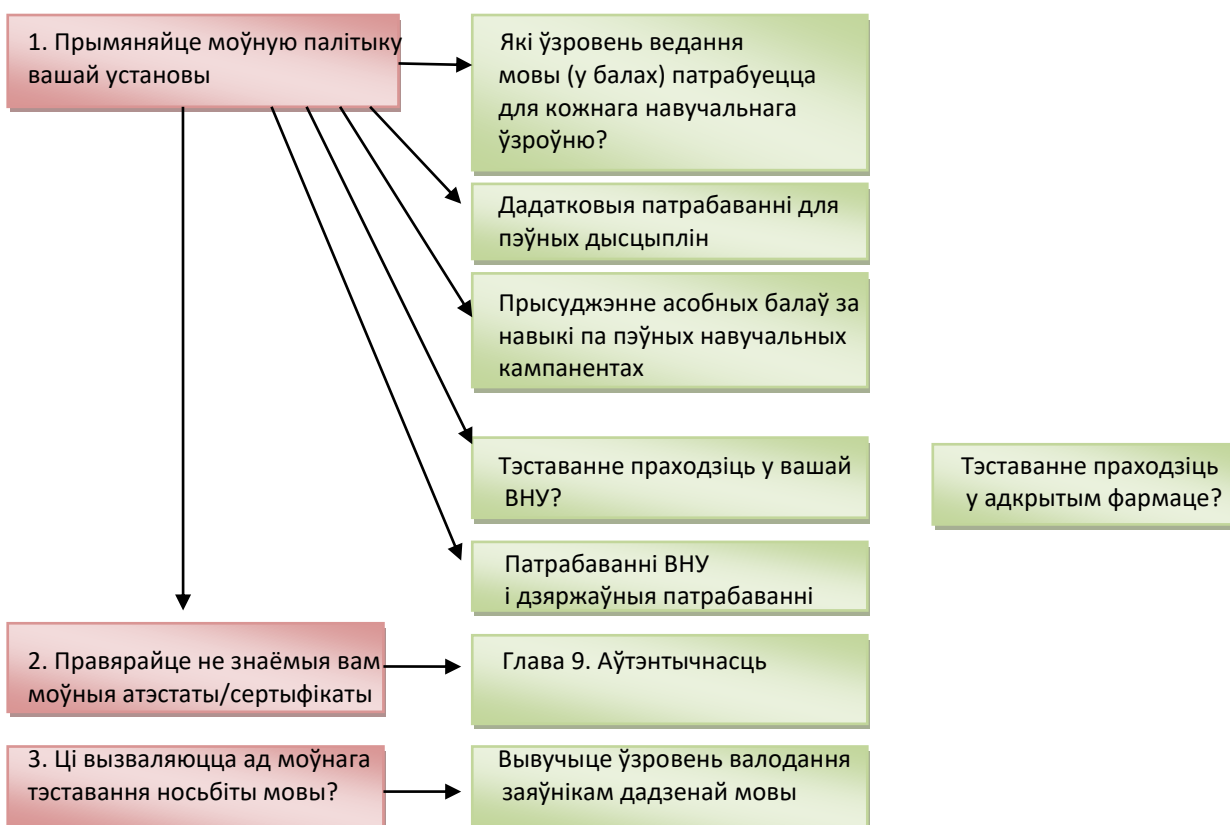 1. Прымяняйце моўную палітыку
вашай установы
Які ўзровень ведання
мовы (у балах) патрабуецца
для кожнага навучальнага
ўзроўню?
Дадатковыя патрабаванні для
пэўных дысцыплін
Прысуджэнне асобных балаў за
навыкі па пэўных навучальных
кампанентах
Тэставанне праходзіць у вашай
ВНУ?
Тэставанне праходзіць
у адкрытым фармаце?
Патрабаванні ВНУ
і дзяржаўныя патрабаванні
2. Правярайце не знаёмыя вам
моўныя атэстаты/сертыфікаты
Глава 9. Аўтэнтычнасць
3. Ці вызваляюцца ад моўнага
тэставання носьбіты мовы?
Вывучыце ўзровень валодання
заяўнікам дадзенай мовы